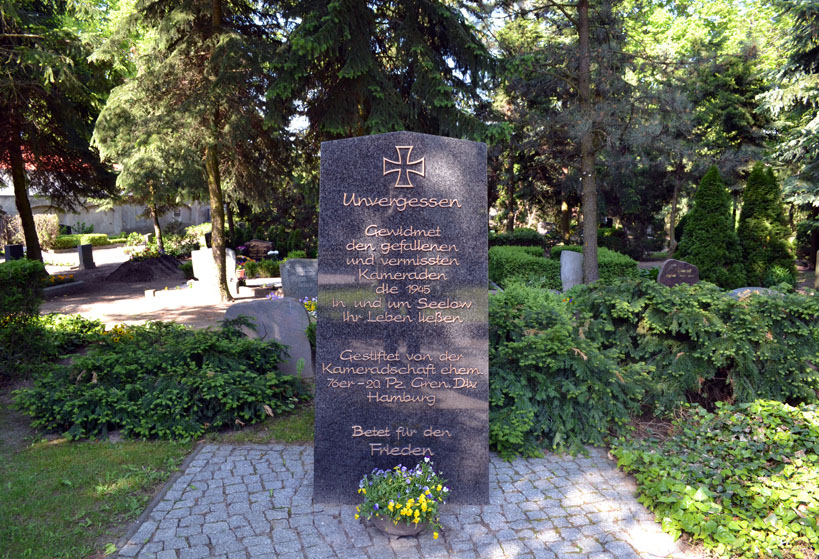 Unvergessen
Gewidmet
den gefallenen
und vermissten
Kameraden
die 1945
in und um Seelow
Ihr Leben ließen
Gestiftet von der
Kameradschaft ehem.
76er-20. Pz. Gren. Div.
Hamburg
Betet für den
Frieden